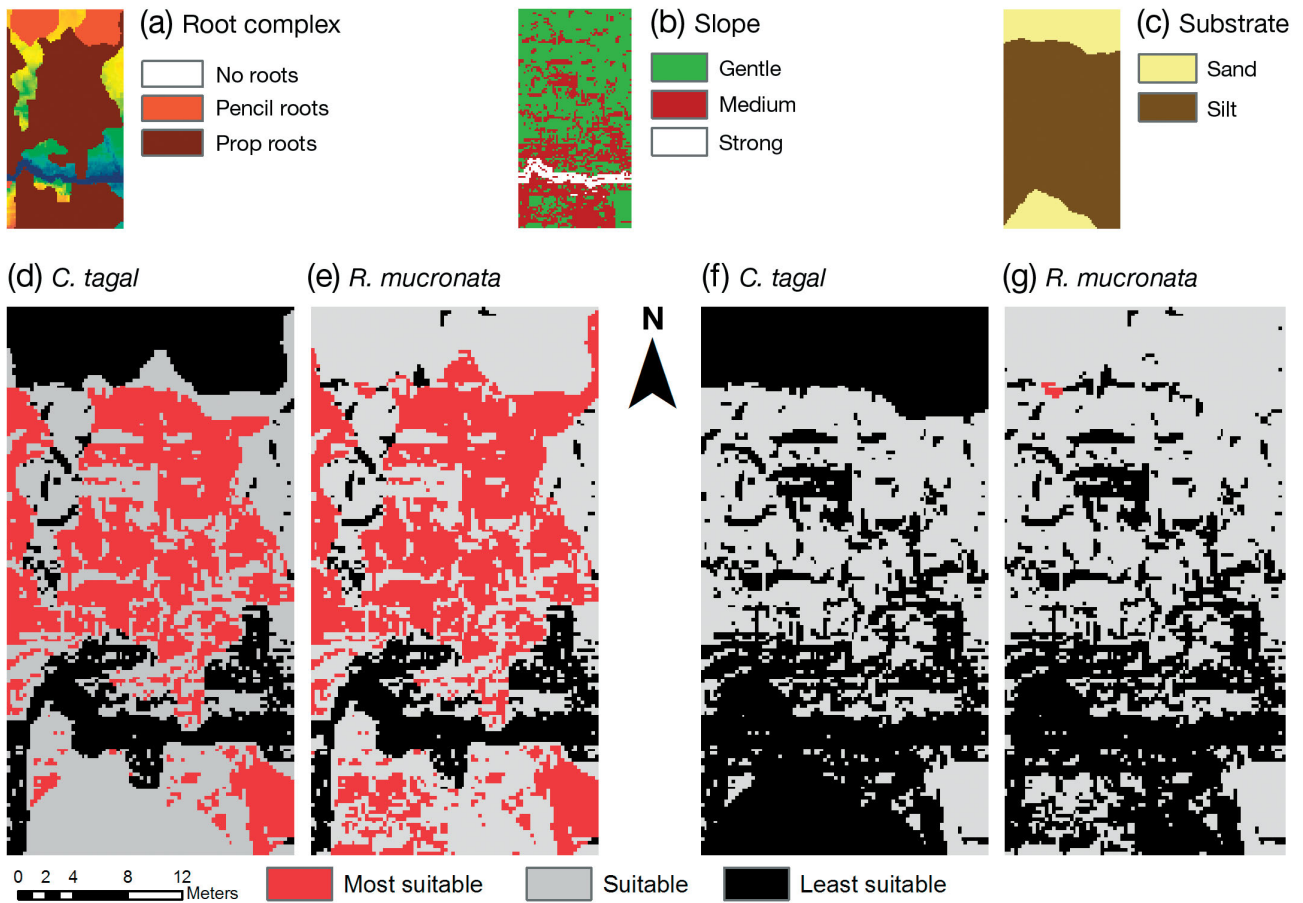 (a) Root complex
No roots
Pencil roots
Prop roots
(b) Slope
Gentle
Medium
Strong
(c) Substrate
Sand
Silt
(d) C. tagal
(e) R. mucronata
N
(f) C. tagal
(g) R. mucronata
0 2 4 8 12
Meters
Most suitable
Suitable
Least suitable